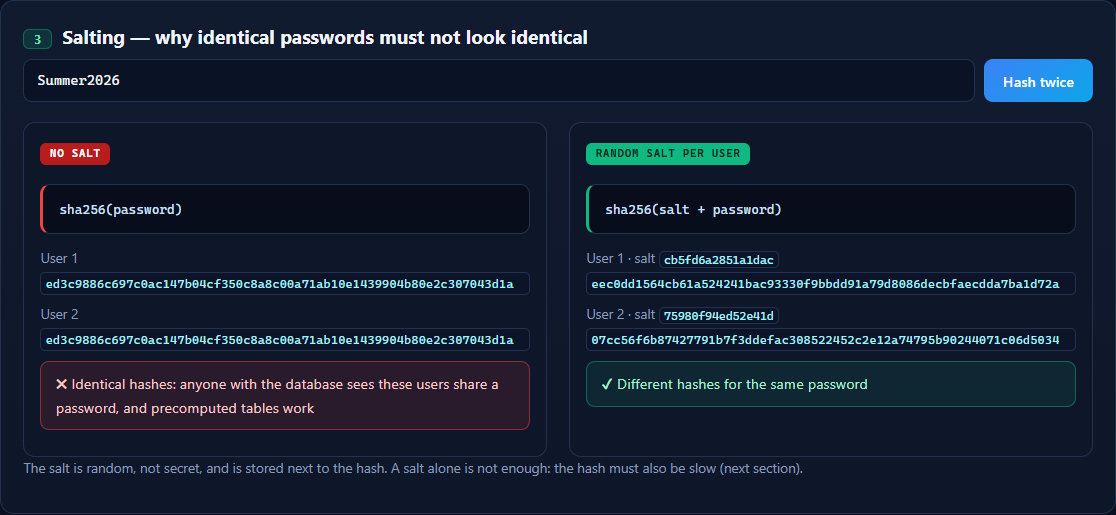 3 Salting — why identical passwords must not look identical
Summer2026
Hash twice
NO SALT
sha256(password)
User 1
ed3c9886c697c0ac147b04cf350c8a8c00a71ab10e1439904b80e2c307043d1a
User 2
ed3c9886c697c0ac147b04cf350c8a8c00a71ab10e1439904b80e2c307043d1a
✕ Identical hashes: anyone with the database sees these users share a
password, and precomputed tables work
RANDOM SALT PER USER
sha256(salt + password)
User 1 · salt cb5fd6a2851a1dac
eec0dd1564cb61a524241bac93330f9bbdd91a79d8086decbfaecdda7ba1d72a
User 2 · salt 75980f94ed52e41d
07cc56f6b87427791b7f3ddefac308522452c2e12a74795b90244071c06d5034
✓ Different hashes for the same password
The salt is random, not secret, and is stored next to the hash. A salt alone is not enough: the hash must also be slow (next section).